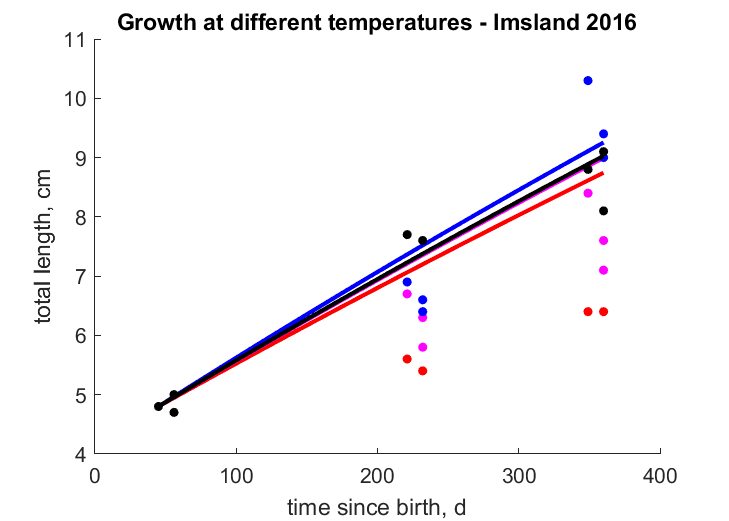 Growth at different temperatures - Imsland 2016
11
10
9
8
7
6
5
4
total length, cm
0 100 200 300 400
time since birth, d